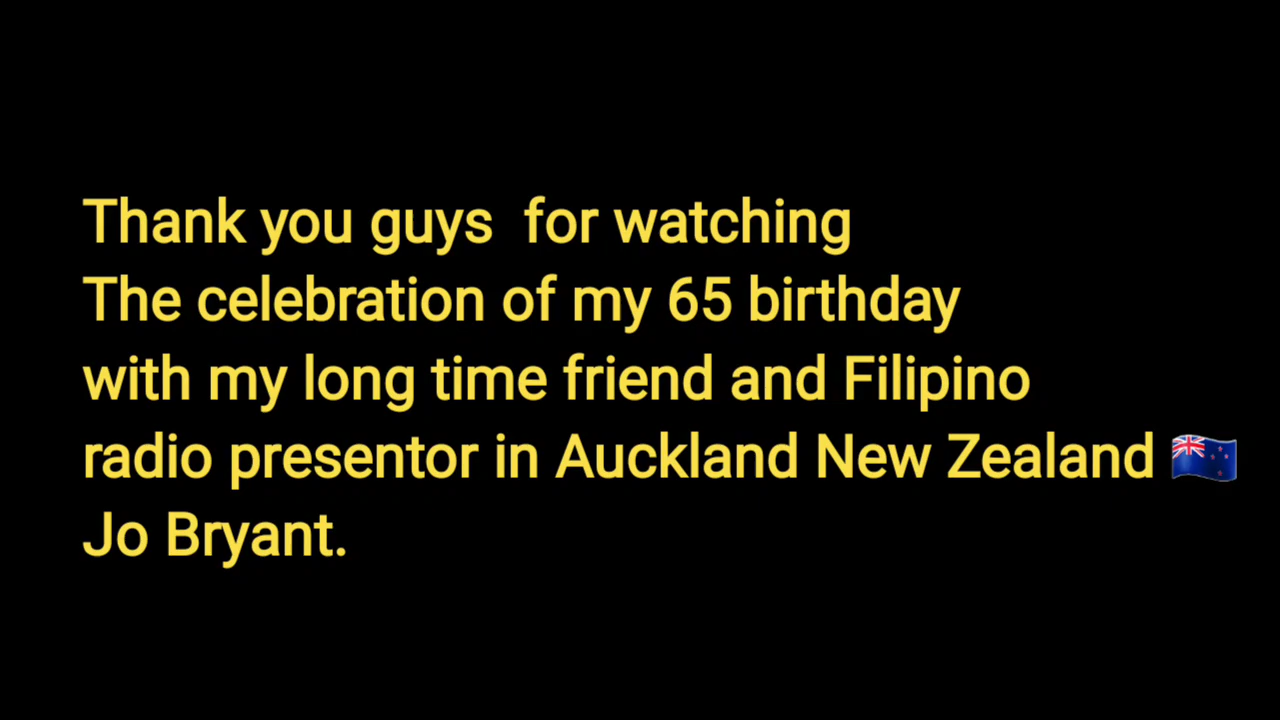 Thank you guys  for watching
The celebration of my 65 birthday
with my long time friend and Filipino
radio presentor in Auckland New Zealand 🇳🇿
Jo Bryant.